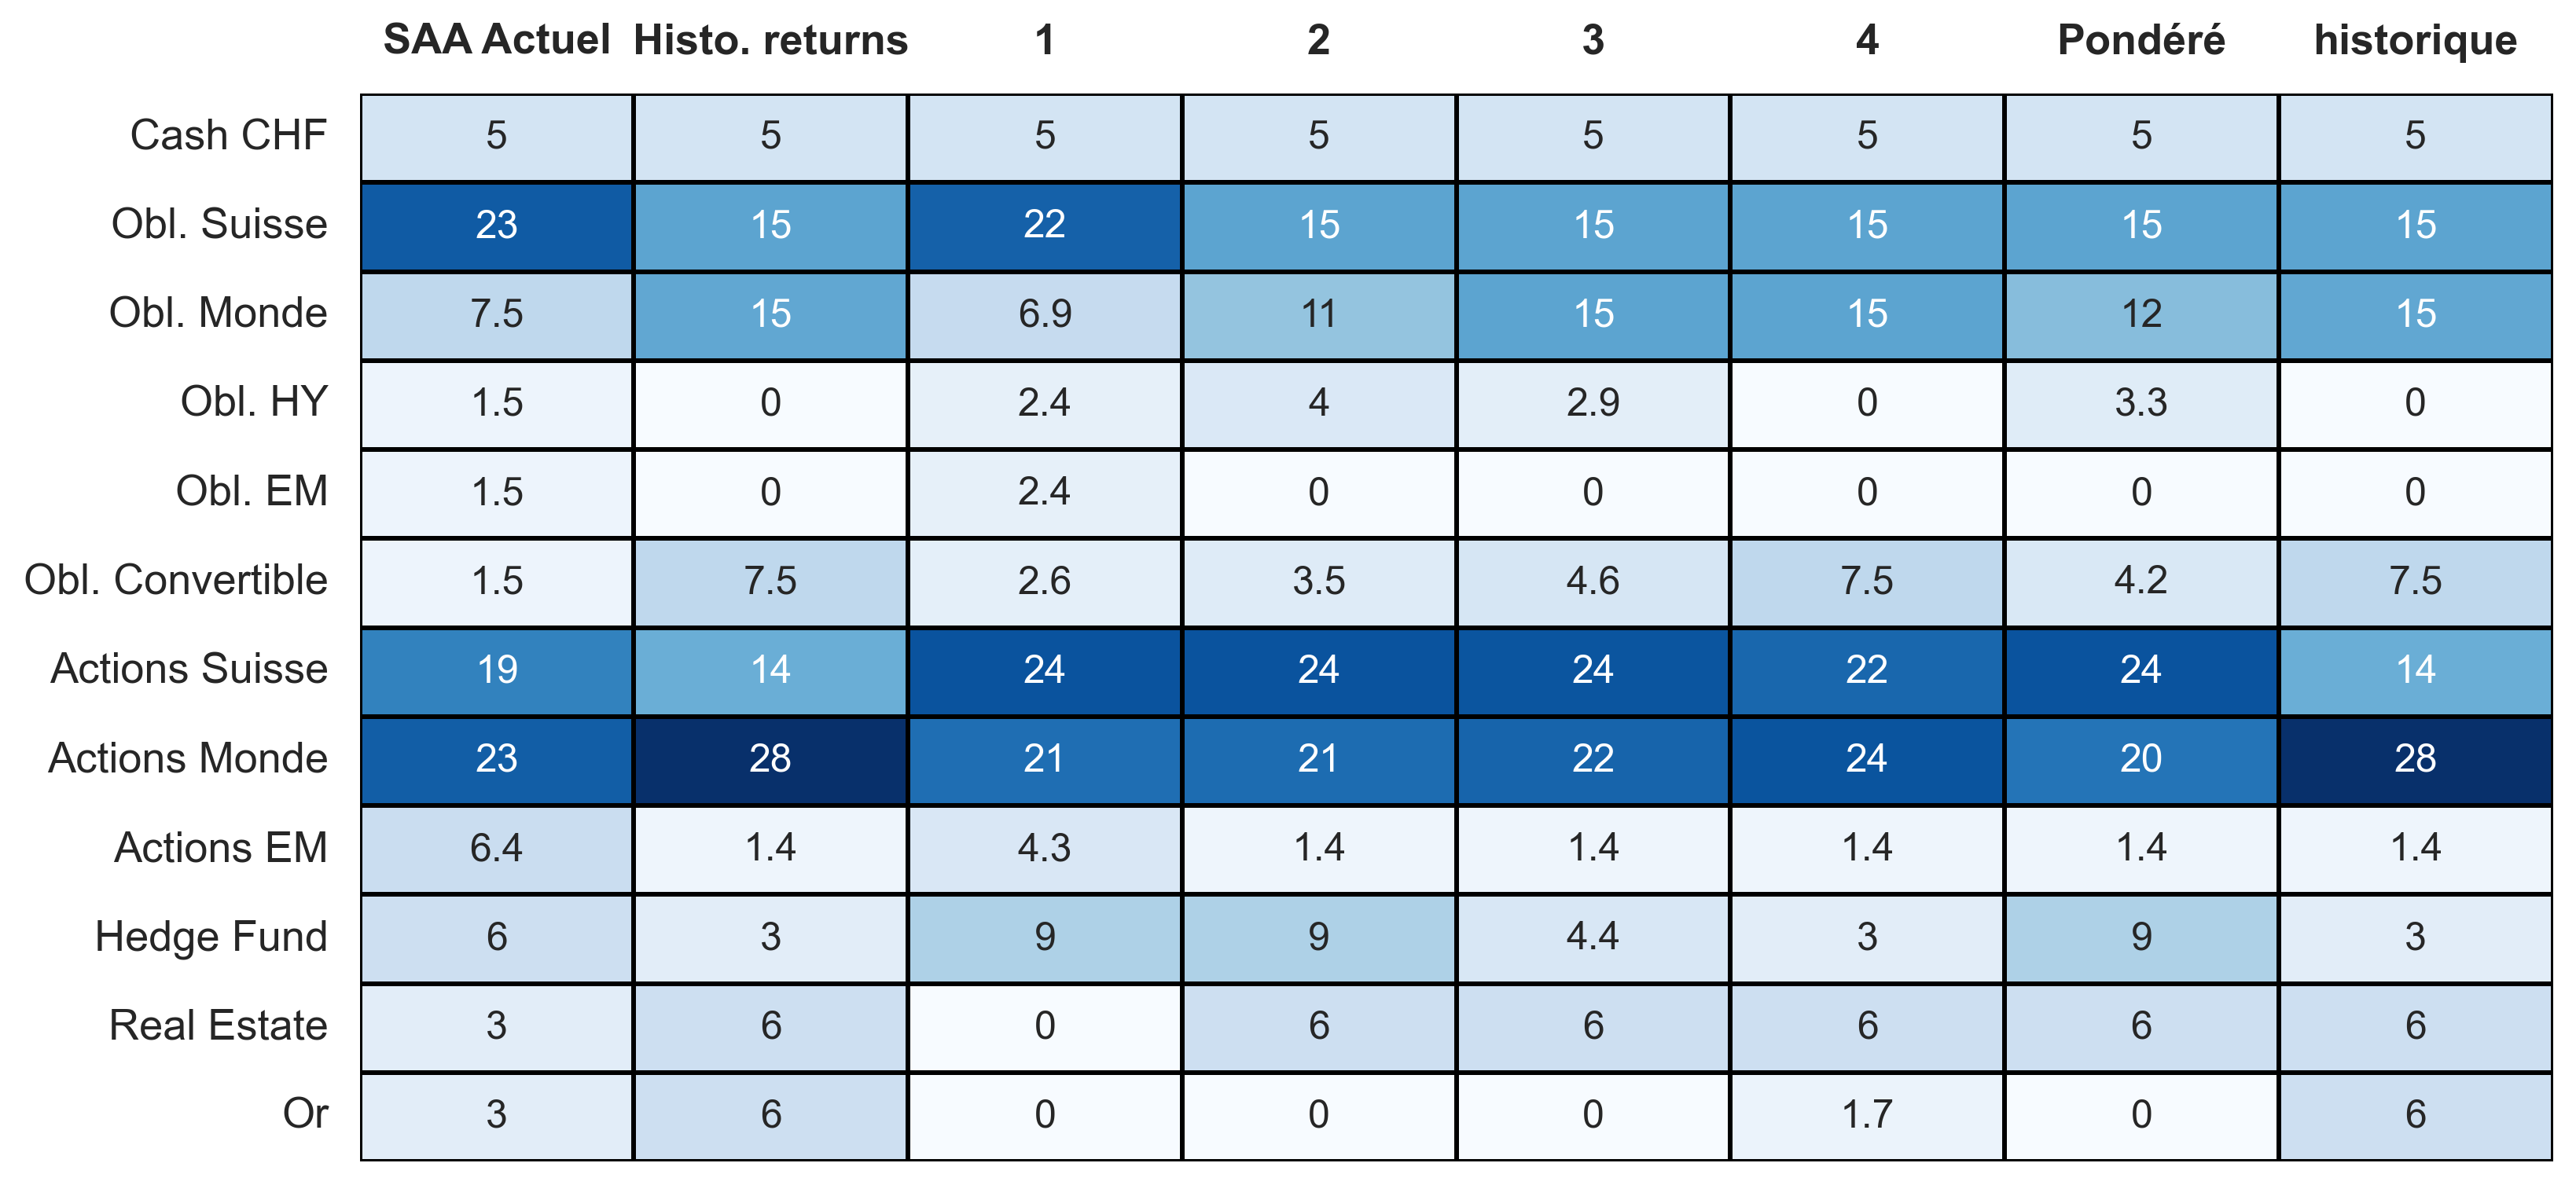 SAA Actuel Histo. returns 1 2 3 4 Pondéré historique
Cash CHF 5 5 5 5 5 5 5 5
Obl. Suisse 23 15 22 15 15 15 15 15
Obl. Monde 7.5 15 6.9 11 15 15 12 15
Obl. HY 1.5 0 2.4 4 2.9 0 3.3 0
Obl. EM 1.5 0 2.4 0 0 0 0 0
Obl. Convertible 1.5 7.5 2.6 3.5 4.6 7.5 4.2 7.5
Actions Suisse 19 14 24 24 24 22 24 14
Actions Monde 23 28 21 21 22 24 20 28
Actions EM 6.4 1.4 4.3 1.4 1.4 1.4 1.4 1.4
Hedge Fund 6 3 9 9 4.4 3 9 3
Real Estate 3 6 0 6 6 6 6 6
Or 3 6 0 0 0 1.7 0 6